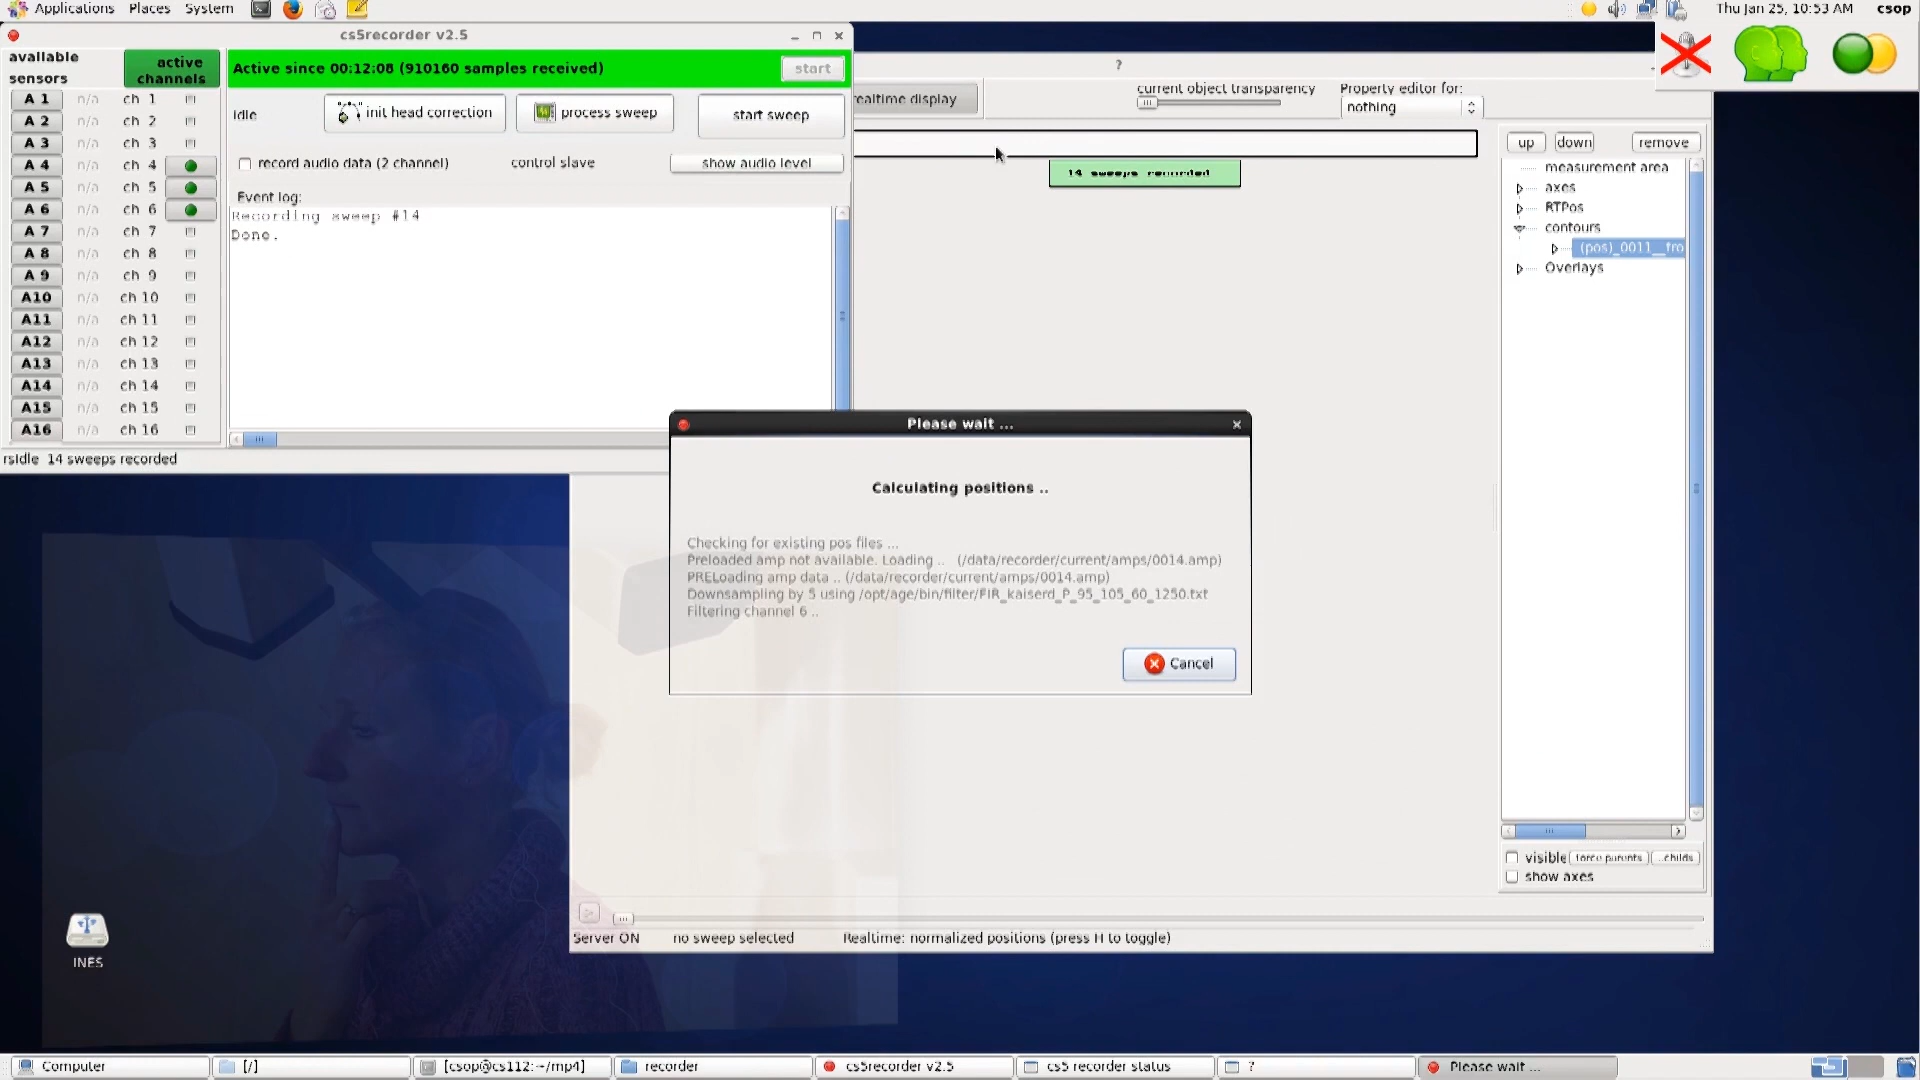 Applications Places System
Thu Jan 25, 10:53 AM csop
cs5recorder v2.5
available sensors
active channels
Active since 00:12:08 (910160 samples received)
start
Idle
init head correction
process sweep
start sweep
record audio data (2 channel)
control slave
show audio level
Event log:
Recording sweep #14
Done.
A 1 n/a ch 1
A 2 n/a ch 2
A 3 n/a ch 3
A 4 n/a ch 4
A 5 n/a ch 5
A 6 n/a ch 6
A 7 n/a ch 7
A 8 n/a ch 8
A 9 n/a ch 9
A10 n/a ch 10
A11 n/a ch 11
A12 n/a ch 12
A13 n/a ch 13
A14 n/a ch 14
A15 n/a ch 15
A16 n/a ch 16
rsIdle 14 sweeps recorded
?
ealtime display
current object transparency
Property editor for:
nothing
14 sweeps recorded
up down remove
measurement area
axes
RTPos
contours
(pos)_0011__fro
Overlays
visible force parents ..childs
show axes
Please wait ...
Calculating positions ..
Checking for existing pos files ...
Preloaded amp not available. Loading .. (/data/recorder/current/amps/0014.amp)
PRELoading amp data .. (/data/recorder/current/amps/0014.amp)
Downsampling by 5 using /opt/age/bin/filter/FIR_kaiserd_P_95_105_60_1250.txt
Filtering channel 6 ..
Cancel
>
Server ON no sweep selected Realtime: normalized positions (press H to toggle)
INES
Computer
[/]
[csop@cs112:~/mp4]
recorder
cs5recorder v2.5
cs5 recorder status
?
Please wait ...